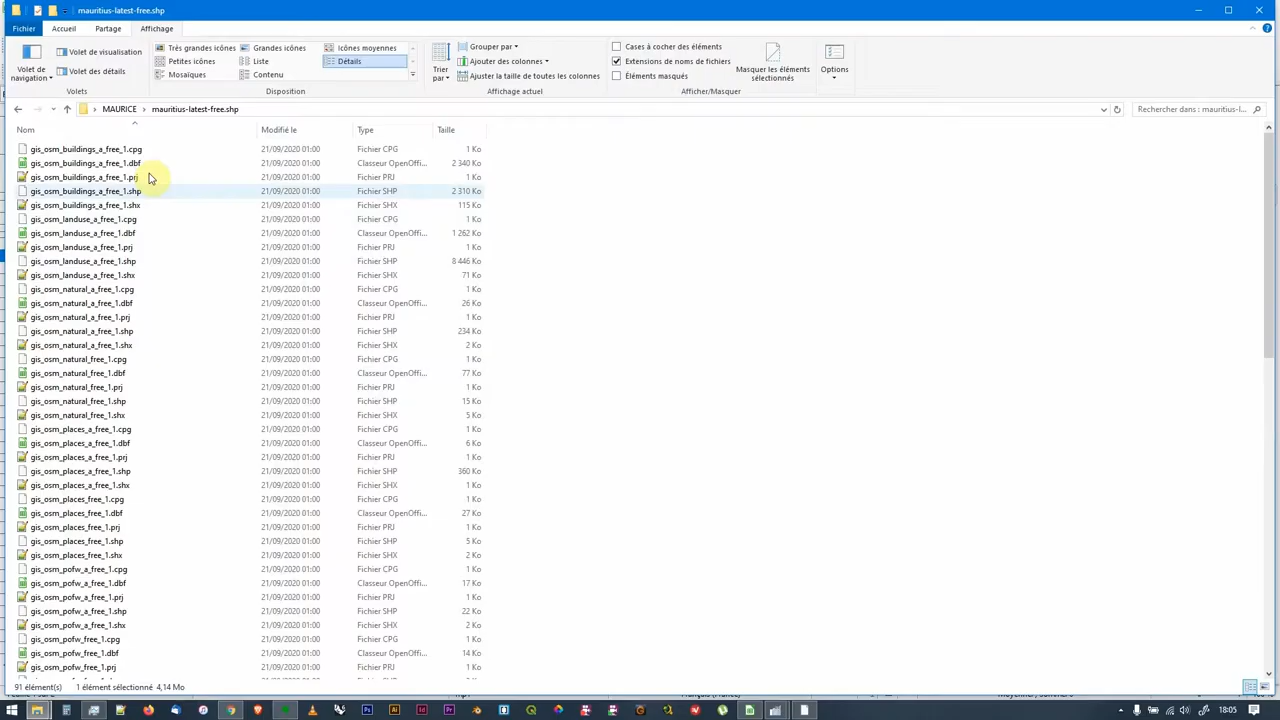 mauritius-latest-free.shp
Fichier Accueil Partage Affichage
Volet de navigation
Volet de visualisation
Volet des détails
Volets
Très grandes icônes Grandes icônes Icônes moyennes
Petites icônes Liste Détails
Mosaïques Contenu
Disposition
Trier par
Grouper par
Ajouter des colonnes
Ajuster la taille de toutes les colonnes
Affichage actuel
Cases à cocher des éléments
Extensions de noms de fichiers
Éléments masqués
Masquer les éléments sélectionnés
Afficher/Masquer
Options
MAURICE mauritius-latest-free.shp
Rechercher dans : mauritius-l...
Nom Modifié le Type Taille
gis_osm_buildings_a_free_1.cpg 21/09/2020 01:00 Fichier CPG 1 Ko
gis_osm_buildings_a_free_1.dbf 21/09/2020 01:00 Classeur OpenOffi... 2 340 Ko
gis_osm_buildings_a_free_1.prj 21/09/2020 01:00 Fichier PRJ 1 Ko
gis_osm_buildings_a_free_1.shp 21/09/2020 01:00 Fichier SHP 2 310 Ko
gis_osm_buildings_a_free_1.shx 21/09/2020 01:00 Fichier SHX 115 Ko
gis_osm_landuse_a_free_1.cpg 21/09/2020 01:00 Fichier CPG 1 Ko
gis_osm_landuse_a_free_1.dbf 21/09/2020 01:00 Classeur OpenOffi... 1 262 Ko
gis_osm_landuse_a_free_1.prj 21/09/2020 01:00 Fichier PRJ 1 Ko
gis_osm_landuse_a_free_1.shp 21/09/2020 01:00 Fichier SHP 8 446 Ko
gis_osm_landuse_a_free_1.shx 21/09/2020 01:00 Fichier SHX 71 Ko
gis_osm_natural_a_free_1.cpg 21/09/2020 01:00 Fichier CPG 1 Ko
gis_osm_natural_a_free_1.dbf 21/09/2020 01:00 Classeur OpenOffi... 26 Ko
gis_osm_natural_a_free_1.prj 21/09/2020 01:00 Fichier PRJ 1 Ko
gis_osm_natural_a_free_1.shp 21/09/2020 01:00 Fichier SHP 234 Ko
gis_osm_natural_a_free_1.shx 21/09/2020 01:00 Fichier SHX 2 Ko
gis_osm_natural_free_1.cpg 21/09/2020 01:00 Fichier CPG 1 Ko
gis_osm_natural_free_1.dbf 21/09/2020 01:00 Classeur OpenOffi... 77 Ko
gis_osm_natural_free_1.prj 21/09/2020 01:00 Fichier PRJ 1 Ko
gis_osm_natural_free_1.shp 21/09/2020 01:00 Fichier SHP 15 Ko
gis_osm_natural_free_1.shx 21/09/2020 01:00 Fichier SHX 5 Ko
gis_osm_places_a_free_1.cpg 21/09/2020 01:00 Fichier CPG 1 Ko
gis_osm_places_a_free_1.dbf 21/09/2020 01:00 Classeur OpenOffi... 6 Ko
gis_osm_places_a_free_1.prj 21/09/2020 01:00 Fichier PRJ 1 Ko
gis_osm_places_a_free_1.shp 21/09/2020 01:00 Fichier SHP 360 Ko
gis_osm_places_a_free_1.shx 21/09/2020 01:00 Fichier SHX 1 Ko
gis_osm_places_free_1.cpg 21/09/2020 01:00 Fichier CPG 1 Ko
gis_osm_places_free_1.dbf 21/09/2020 01:00 Classeur OpenOffi... 27 Ko
gis_osm_places_free_1.prj 21/09/2020 01:00 Fichier PRJ 1 Ko
gis_osm_places_free_1.shp 21/09/2020 01:00 Fichier SHP 5 Ko
gis_osm_places_free_1.shx 21/09/2020 01:00 Fichier SHX 2 Ko
gis_osm_pofw_a_free_1.cpg 21/09/2020 01:00 Fichier CPG 1 Ko
gis_osm_pofw_a_free_1.dbf 21/09/2020 01:00 Classeur OpenOffi... 17 Ko
gis_osm_pofw_a_free_1.prj 21/09/2020 01:00 Fichier PRJ 1 Ko
gis_osm_pofw_a_free_1.shp 21/09/2020 01:00 Fichier SHP 22 Ko
gis_osm_pofw_a_free_1.shx 21/09/2020 01:00 Fichier SHX 2 Ko
gis_osm_pofw_free_1.cpg 21/09/2020 01:00 Fichier CPG 1 Ko
gis_osm_pofw_free_1.dbf 21/09/2020 01:00 Classeur OpenOffi... 14 Ko
gis_osm_pofw_free_1.prj 21/09/2020 01:00 Fichier PRJ 1 Ko
91 élément(s) 1 élément sélectionné 4,14 Mo
18:05